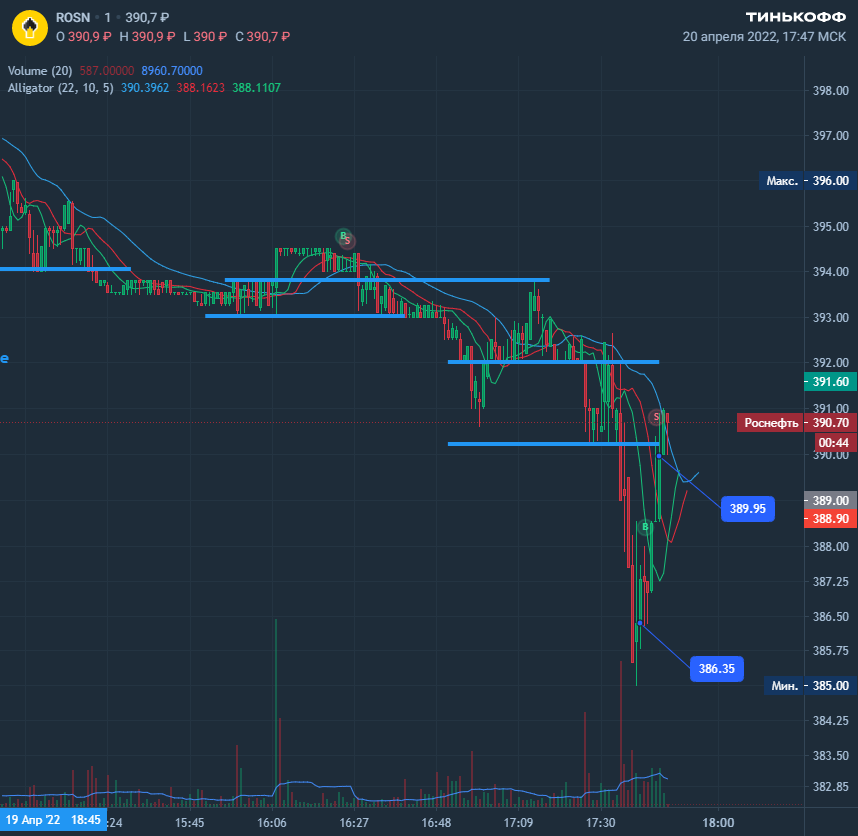 ROSN 1 390,7 ₽
O 390,9 ₽ H 390,9 ₽ L 390 ₽ C 390,7 ₽
ТИНЬКОФФ
20 апреля 2022, 17:47 МСК
Volume (20) 587.00000 8960.70000
Alligator (22, 10, 5) 390.3962 388.1623 388.1107
398.00
397.00
Макс. 396.00
395.00
394.00
393.00
392.00
391.60
391.00
Роснефть 390.70
00:44
390.00
389.00
388.90
388.00
387.25
386.50
385.75
Мин. 385.00
384.25
383.50
382.85
B
S
е
S
B
389.95
386.35
19 Апр '22 18:45
:24
15:45
16:06
16:27
16:48
17:09
17:30
18:00